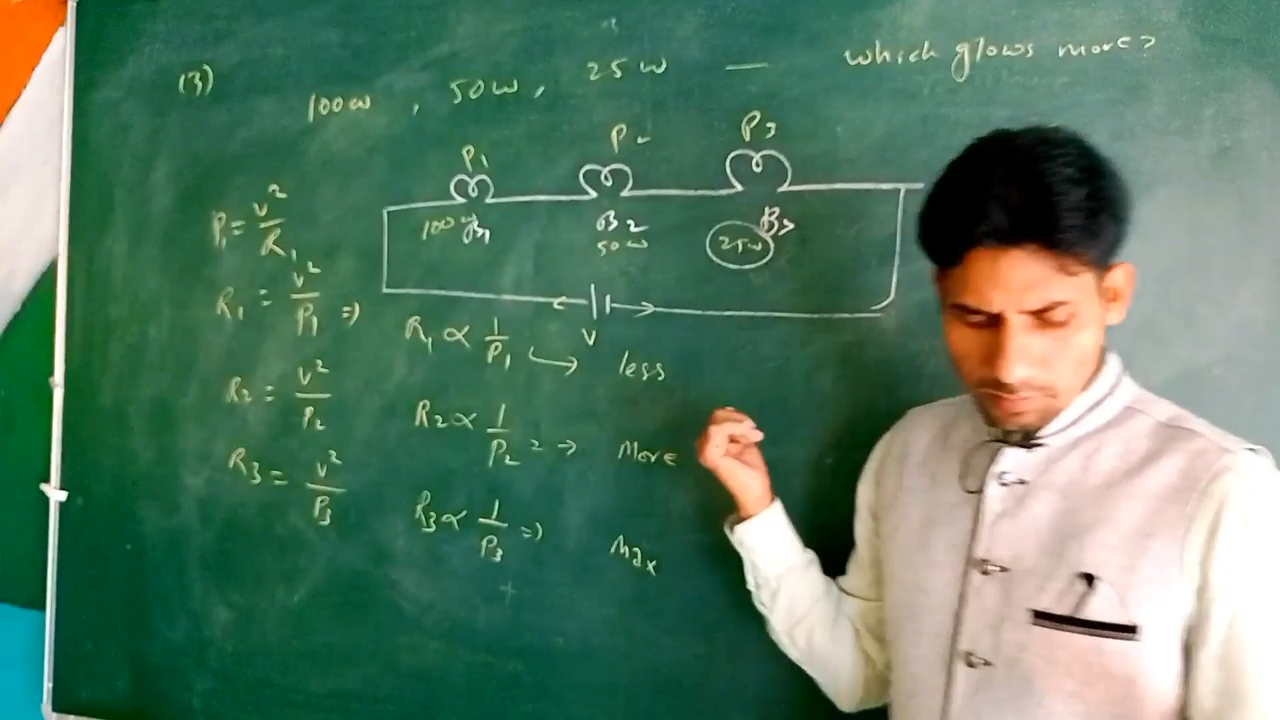 (3) 100w , 50w , 25w — which glows more?
P1 P2 P3
100w B1 B2 50w 25w B3
V
P1 = V²/R1
R1 = V²/P1 ⇒ R1 ∝ 1/P1 → less
R2 = V²/P2 R2 ∝ 1/P2 = → More
R3 = V²/P3 R3 ∝ 1/P3 ⇒ Max